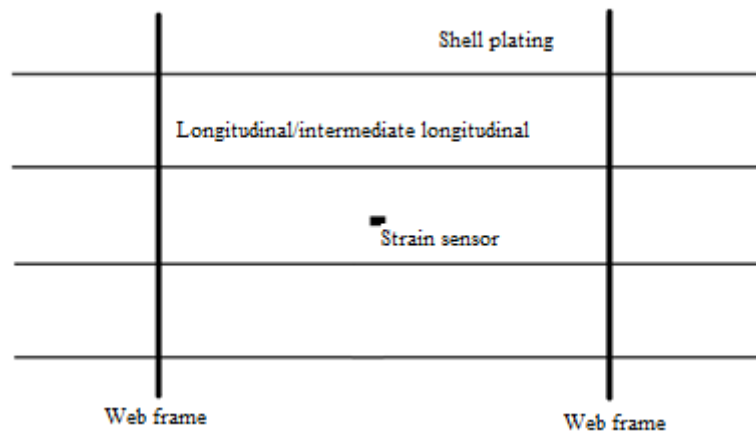 Shell plating
Longitudinal/intermediate longitudinal
Strain sensor
Web frame
Web frame